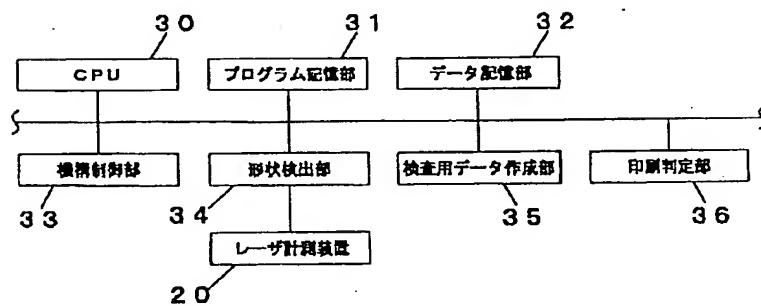 ３０
３１
３２
ＣＰＵ
プログラム記憶部
データ記憶部
機構制御部
形状検出部
検査用データ作成部
印刷判定部
３３
３４
３５
３６
レーザ計測装置
２０